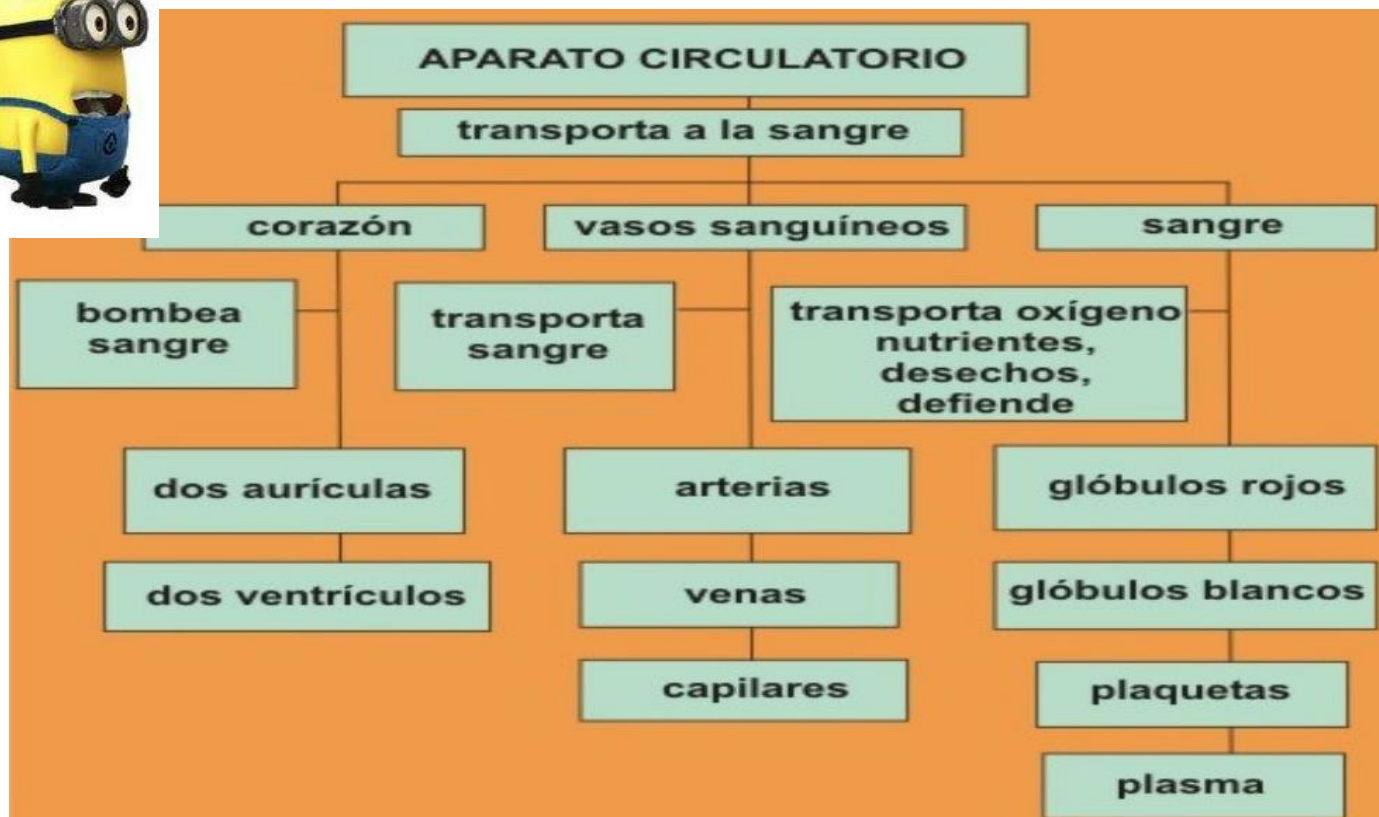 APARATO CIRCULATORIO
transporta a la sangre
corazón
vasos sanguíneos
sangre
bombea
sangre
transporta
sangre
transporta oxígeno
nutrientes,
desechos,
defiende
dos aurículas
arterias
glóbulos rojos
dos ventrículos
venas
glóbulos blancos
capilares
plaquetas
plasma